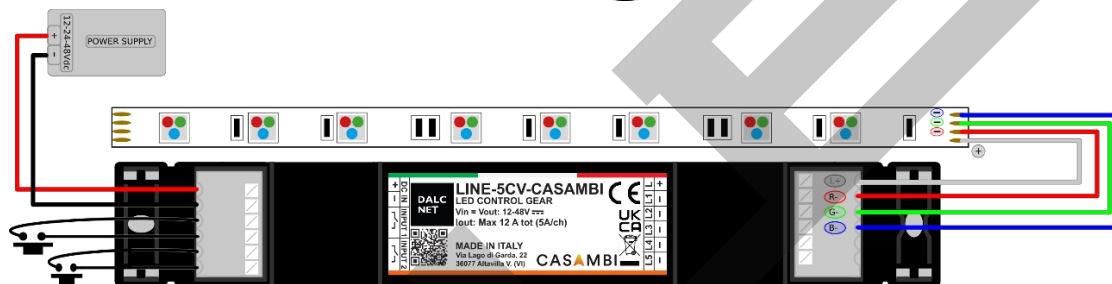 12-24-48Vdc
+
-
POWER SUPPLY
+
DC IN
+
-
INPUT 1
INPUT 2
DALC
NET
LINE-5CV-CASAMBI
LED CONTROL GEAR
Vin = Vout: 12-48V
Iout: Max 12 A tot (5A/ch)
MADE IN ITALY
Via Lago di Garda, 22
36077 Altavilla V. (VI)
CASAMBI
CE
UK
CA
L
L1
L2
L3
L4
L5
+
-
-
-
-
-
L+
R-
G-
B-